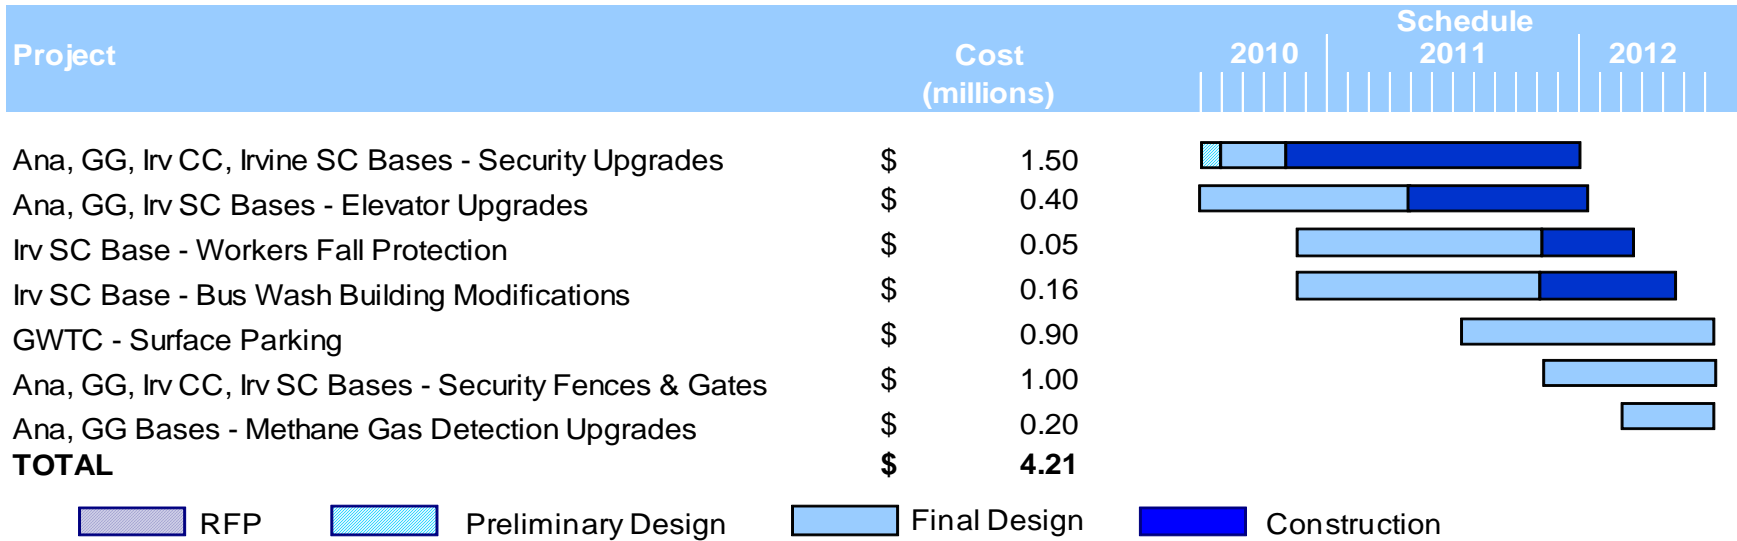 Schedule
Project Cost 2010 2011 2012
(millions)
Ana, GG, Irv CC, Irvine SC Bases - Security Upgrades $ 1.50
Ana, GG, Irv SC Bases - Elevator Upgrades $ 0.40
Irv SC Base - Workers Fall Protection $ 0.05
Irv SC Base - Bus Wash Building Modifications $ 0.16
GWTC - Surface Parking $ 0.90
Ana, GG, Irv CC, Irv SC Bases - Security Fences & Gates $ 1.00
Ana, GG Bases - Methane Gas Detection Upgrades $ 0.20
TOTAL $ 4.21
RFP Preliminary Design Final Design Construction